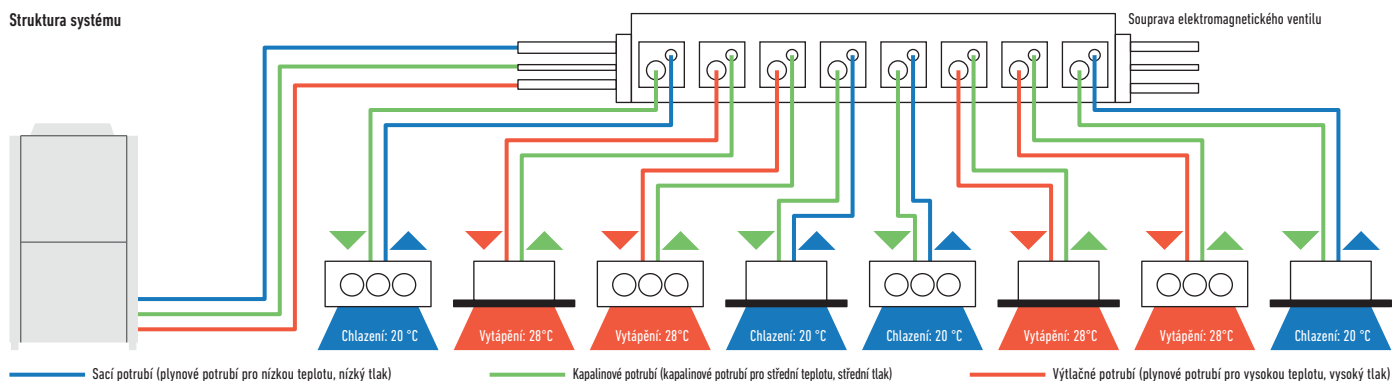 Struktura systému
Souprava elektromagnetického ventilu
Chlazení: 20 °C
Vytápění: 28°C
Vytápění: 28°C
Chlazení: 20 °C
Chlazení: 20 °C
Vytápění: 28°C
Vytápění: 28°C
Chlazení: 20 °C
Sací potrubí (plynové potrubí pro nízkou teplotu, nízký tlak)
Kapalinové potrubí (kapalinové potrubí pro střední teplotu, střední tlak)
Výtlačné potrubí (plynové potrubí pro vysokou teplotu, vysoký tlak)